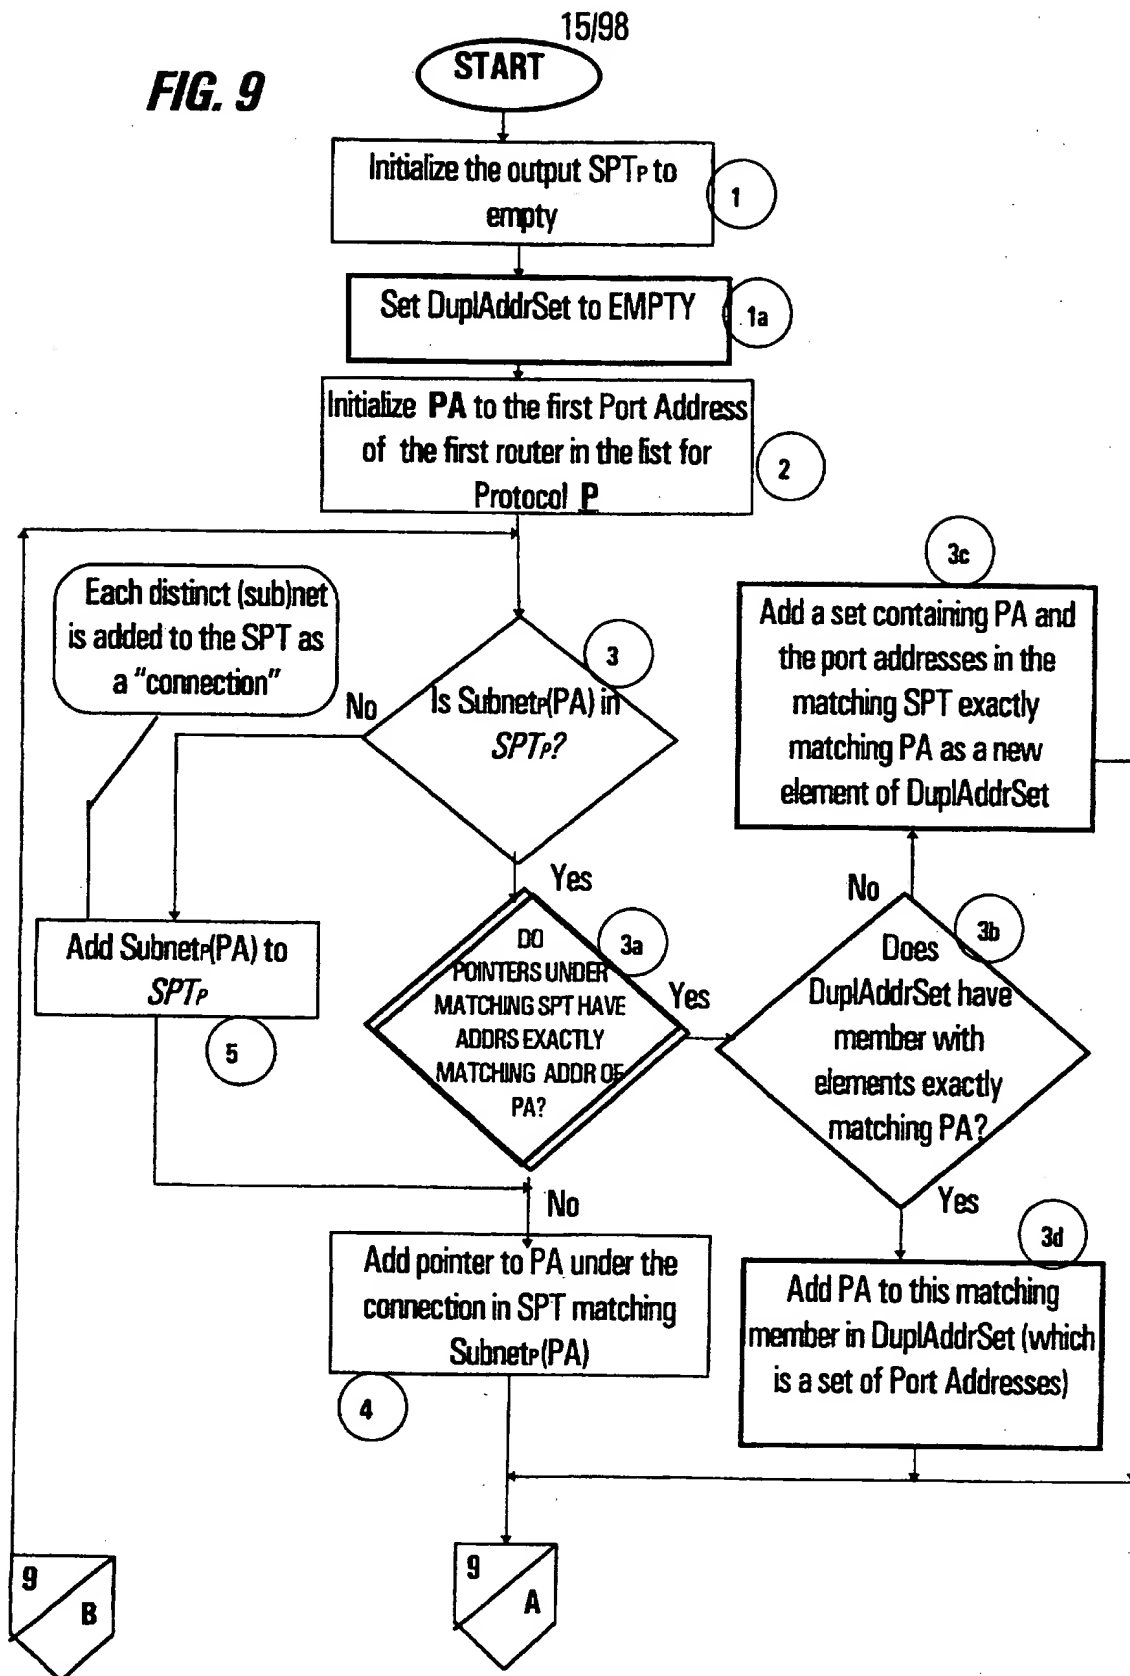 15/98
FIG. 9
START
Initialize the output SPTP to
empty
1
Set DuplAddrSet to EMPTY
1a
Initialize PA to the first Port Address
of the first router in the list for
Protocol P
2
Each distinct (sub)net
is added to the SPT as
a "connection"
3
Is SubnetP(PA) in
SPTP?
No
Yes
3c
Add a set containing PA and
the port addresses in the
matching SPT exactly
matching PA as a new
element of DuplAddrSet
Add SubnetP(PA) to
SPTP
5
3a
DO
POINTERS UNDER
MATCHING SPT HAVE
ADDRS EXACTLY
MATCHING ADDR OF
PA?
Yes
No
3b
Does
DuplAddrSet have
member with
elements exactly
matching PA?
No
Yes
Add pointer to PA under the
connection in SPT matching
SubnetP(PA)
4
3d
Add PA to this matching
member in DuplAddrSet (which
is a set of Port Addresses)
9
B
9
A